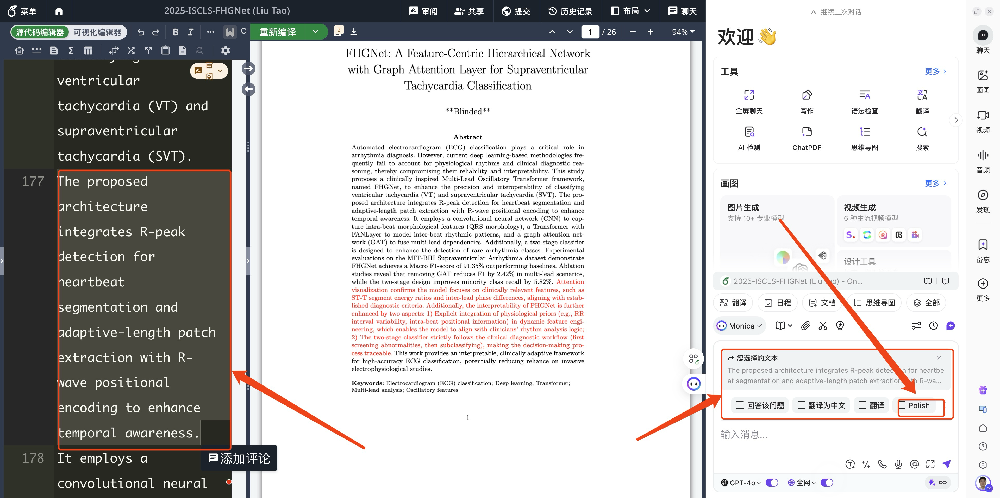 菜单
2025-ISCLS-FHGNet (Liu Tao)
审阅
共享
提交
历史记录
布局
聊天
源代码编辑器
可视化编辑器
B I
重新编译
2
1 / 26
94%
审阅
ventricular
tachycardia (VT) and
supraventricular
tachycardia (SVT).
177 The proposed
architecture
integrates R-peak
detection for
heartbeat
segmentation and
adaptive-length patch
extraction with R-
wave positional
encoding to enhance
temporal awareness.
178 It employs a
convolutional neural
添加评论
FHGNet: A Feature-Centric Hierarchical Network
with Graph Attention Layer for Supraventricular
Tachycardia Classification
**Blinded**
Abstract
Automated electrocardiogram (ECG) classification plays a critical role in
arrhythmia diagnosis. However, current deep learning-based methodologies fre-
quently fail to account for physiological rhythms and clinical diagnostic rea-
soning, thereby compromising their reliability and interpretability. This study
proposes a clinically inspired Multi-Lead Oscillatory Transformer framework,
named FHGNet, to enhance the precision and interoperability of classifying
ventricular tachycardia (VT) and supraventricular tachycardia (SVT). The pro-
posed architecture integrates R-peak detection for heartbeat segmentation and
adaptive-length patch extraction with R-wave positional encoding to enhance
temporal awareness. It employs a convolutional neural network (CNN) to cap-
ture intra-beat morphological features (QRS morphology), a Transformer with
FANLayer to model inter-beat rhythmic patterns, and a graph attention net-
work (GAT) to fuse multi-lead dependencies. Additionally, a two-stage classifier
is designed to enhance the detection of rare arrhythmia classes. Experimental
evaluations on the MIT-BIH Supraventricular Arrhythmia dataset demonstrate
FHGNet achieves a Macro F1-score of 91.35% outperforming baselines. Ablation
studies reveal that removing GAT reduces F1 by 2.42% in multi-lead scenarios,
while the two-stage design improves minority class recall by 5.82%. Attention
visualization confirms the model focuses on clinically relevant features, such as
ST-T segment energy ratios and inter-lead phase differences, aligning with estab-
lished diagnostic criteria. Additionally, the interpretability of FHGNet is further
enhanced by two aspects: 1) Explicit integration of physiological priors (e.g., RR
interval variability, intra-beat positional information) in dynamic feature engi-
neering, which enables the model to align with clinicians' rhythm analysis logic;
2) The two-stage classifier strictly follows the clinical diagnostic workflow (first
screening abnormalities, then subclassifying), making the decision-making pro-
cess traceable. This work provides an interpretable, clinically adaptive framework
for high-accuracy ECG classification, potentially reducing reliance on invasive
electrophysiological studies.
Keywords: Electrocardiogram (ECG) classification; Deep learning; Transformer;
Multi-lead analysis; Oscillatory features
1
继续上次对话
欢迎
工具
更多
全屏聊天
写作
语法检查
翻译
AI 检测
ChatPDF
思维导图
搜索
画图
更多
图片生成
支持 10+ 专业模型
视频生成
6 种主流视频模型
设计工具
2025-ISCLS-FHGNet (Liu Tao) - On...
翻译
日程
文档
思维导图
全部
Monica
您选择的文本
The proposed architecture integrates R-peak detec n for heartbe
at segmentation and adaptive-length patch extraction th R-wa...
回答该问题
翻译为中文
翻译
Polish
输入消息...
GPT-4o
全网
聊天
画图
视频
音频
发现
备忘
更多